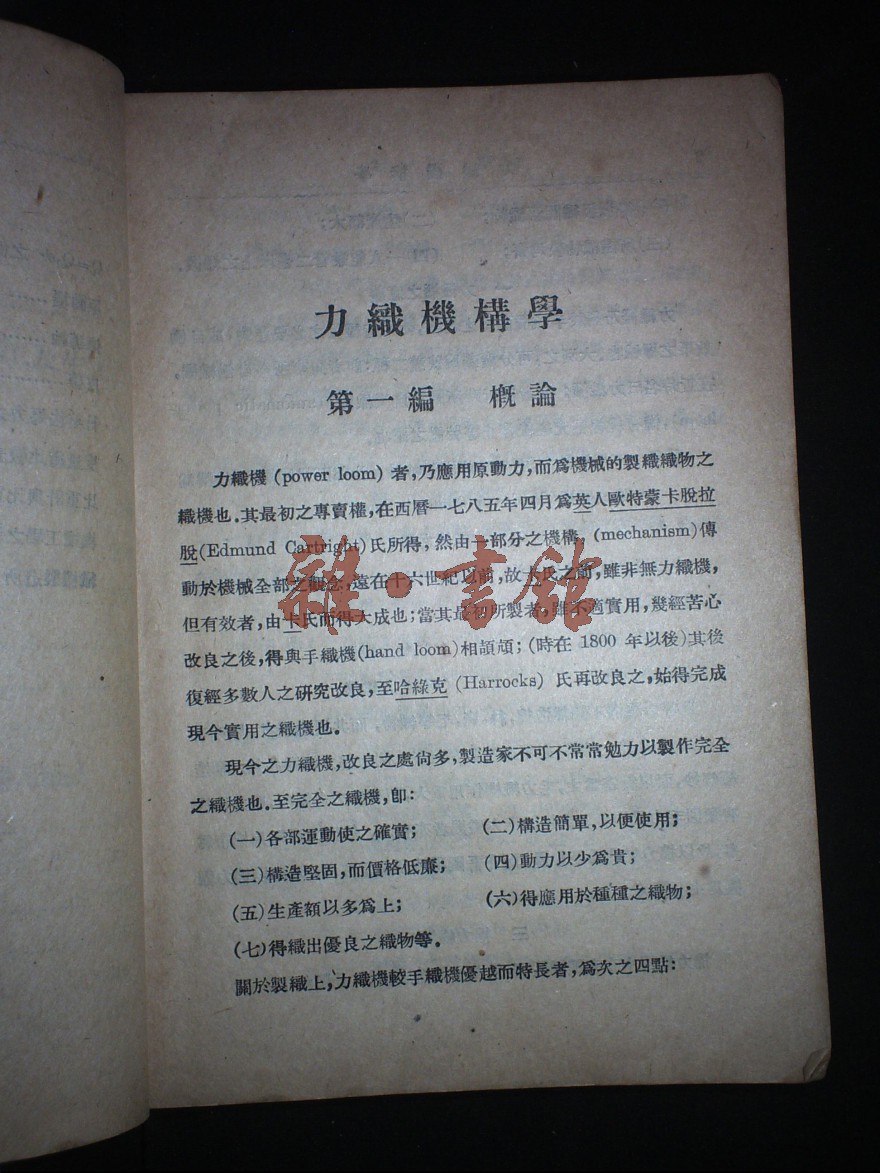 力織機構學
第一編 概論
力織機 (power loom) 者，乃應用原動力，而爲機械的製織織物之
織機也．其最初之專賣權，在西曆一七八五年四月爲英人歐特蒙卡脫拉
脫(Edmund Cartright)氏所得，然由一部分之機構，(mechanism)傳
動於機械全部之觀念，遠在十六世紀以前，故卡氏之前，雖非無力織機，
但有效者，由卡氏而得大成也；當其最初所製者，雖不適實用，幾經苦心
改良之後，得與手織機(hand loom)相頡頏；(時在 1800 年以後)其後
復經多數人之硏究改良，至哈綠克 (Harrocks) 氏再改良之，始得完成
現今實用之織機也。
現今之力織機，改良之處尙多，製造家不可不常常勉力以製作完全
之織機也．至完全之織機，卽：
(一)各部運動使之確實； (二)構造簡單，以便使用；
(三)構造堅固，而價格低廉； (四)動力以少爲貴；
(五)生產額以多爲上； (六)得應用於種種之織物；
(七)得織出優良之織物等。
關於製織上，力織機較手織機優越而特長者，爲次之四點：
雜·書館